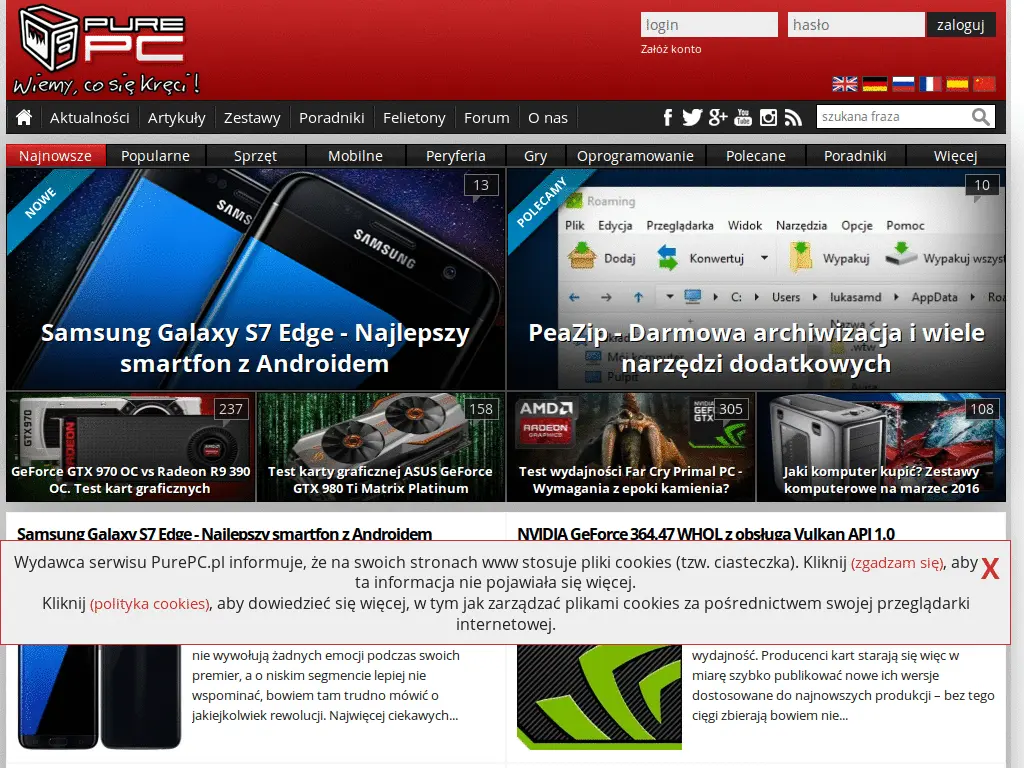 PURE
PC
Wiemy, co się kręci!
login
hasło
zaloguj
Załóż konto
Aktualności
Artykuły
Zestawy
Poradniki
Felietony
Forum
O nas
You
Tube
szukana fraza
Najnowsze
Popularne
Sprzęt
Mobilne
Peryferia
Gry
Oprogramowanie
Polecane
Poradniki
Więcej
NOWE
13
SAMSUNG
Samsung Galaxy S7 Edge - Najlepszy
smartfon z Androidem
POLECAMY
10
Roaming
Plik Edycja Przeglądarka Widok Narzędzia Opcje Pomoc
Dodaj
Konwertuj
Wypakuj
Wypakuj wszyst
C:
Users
lukasamd
AppData
PeaZip - Darmowa archiwizacja i wiele
narzędzi dodatkowych
Pulpit
237
GTX970
RADEON
GeForce GTX 970 OC vs Radeon R9 390
OC. Test kart graficznych
158
Test karty graficznej ASUS GeForce
GTX 980 Ti Matrix Platinum
AMD
RADEON
GRAPHICS
305
Test wydajności Far Cry Primal PC -
Wymagania z epoki kamienia?
108
Jaki komputer kupić? Zestawy
komputerowe na marzec 2016
Samsung Galaxy S7 Edge - Najlepszy smartfon z Androidem
NVIDIA GeForce 364.47 WHQL z obsługą Vulkan API 1.0
Wydawca serwisu PurePC.pl informuje, że na swoich stronach www stosuje pliki cookies (tzw. ciasteczka). Kliknij (zgadzam się), aby
ta informacja nie pojawiała się więcej.
X
Kliknij (polityka cookies), aby dowiedzieć się więcej, w tym jak zarządzać plikami cookies za pośrednictwem swojej przeglądarki
internetowej.
nie wywołują żadnych emocji podczas swoich
premier, a o niskim segmencie lepiej nie
wspominać, bowiem tam trudno mówić o
jakiejkolwiek rewolucji. Najwięcej ciekawych...
wydajność. Producenci kart starają się więc w
miarę szybko publikować nowe ich wersje
dostosowane do najnowszych produkcji – bez tego
cięgi zbierają bowiem nie...